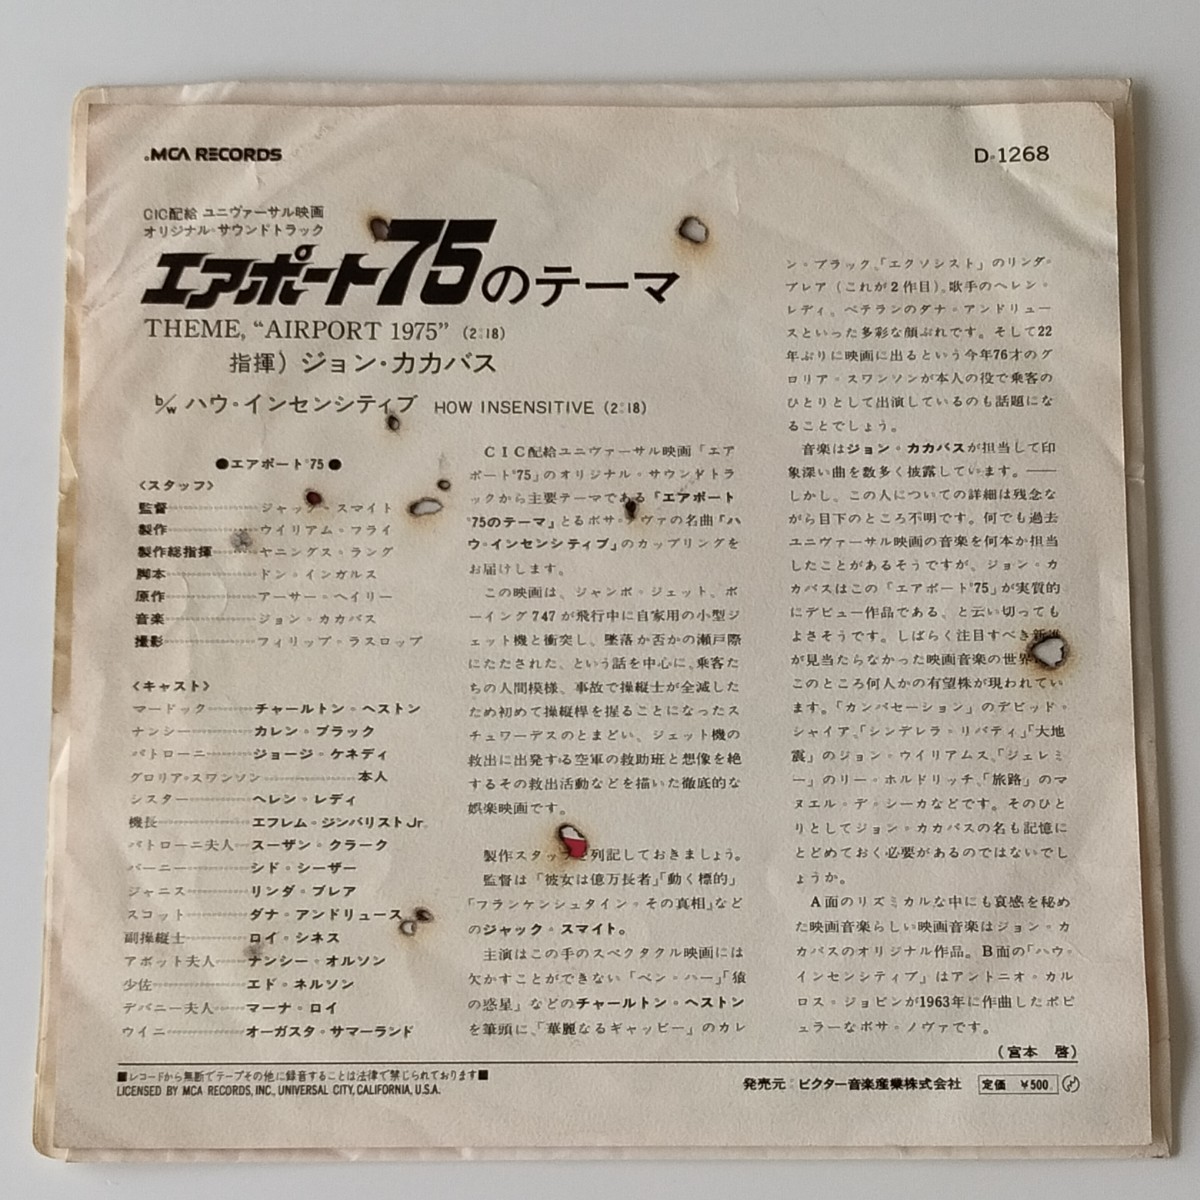 MCA RECORDS
D-1268
CIC配給 ユニヴァーサル映画
オリジナル・サウンドトラック
エアポート'75のテーマ
THEME, “AIRPORT 1975” (2:18)
指揮) ジョン・カカバス
b/w ハウ・インセンシティブ HOW INSENSITIVE (2:18)
●エアポート'75●
〈スタッフ〉
監督………ジャック・スマイト
製作………ウイリアム・フライ
製作総指揮……ヤニングス・ラング
脚本………ドン・インガルス
原作………アーサー・ヘイリー
音楽………ジョン・カカバス
撮影………フィリップ・ラスロップ
〈キャスト〉
マードック………チャールトン・ヘストン
ナンシー………カレン・ブラック
パトローニ………ジョージ・ケネディ
グロリア・スワンソン………本人
シスター………ヘレン・レディ
機長………エフレム・ジンバリストJr.
パトローニ夫人…スーザン・クラーク
バーニー………シド・シーザー
ジャニス………リンダ・ブレア
スコット………ダナ・アンドリュース
副操縦士………ロイ・シネス
アボット夫人……ナンシー・オルソン
少佐………エド・ネルソン
デバニー夫人……マーナ・ロイ
ウイニ………オーガスタ・サマーランド
CIC配給ユニヴァーサル映画「エア
ポート'75」のオリジナル・サウンドトラ
ックから主要テーマである「エアポート
'75のテーマ」とるボサ・ノヴァの名曲「ハ
ウ・インセンシティブ」のカップリングを
お届けします。
この映画は、ジャンボ・ジェット、ボ
ーイング747が飛行中に自家用の小型ジ
ェット機と衝突し、墜落か否かの瀬戸際
にたたされた、という話を中心に、乗客た
ちの人間模様、事故で操縦士が全滅した
ため初めて操縦桿を握ることになったス
チュワーデスのとまどい、ジェット機の
救出に出発する空軍の救助班と想像を絶
するその救出活動などを描いた徹底的な
娯楽映画です。
製作スタッフを列記しておきましょう。
監督は「彼女は億万長者」「動く標的」
「フランケンシュタイン・その真相」など
のジャック・スマイト。
主演はこの手のスペクタクル映画には
欠かすことができない「ベン・ハー」「猿
の惑星」などのチャールトン・ヘストン
を筆頭に、「華麗なるギャッビー」のカレ
ン・ブラック、「エクソシスト」のリンダ・
ブレア（これが2作目）。歌手のヘレン・
レディ。ベテランのダナ・アンドリュー
スといった多彩な顔ぶれです。そして22
年ぶりに映画に出るという今年76才のグ
ロリア・スワンソンが本人の役で乗客の
ひとりとして出演しているのも話題にな
ることでしょう。
音楽はジョン・カカバスが担当して印
象深い曲を数多く披露しています。――
しかし、この人についての詳細は残念な
がら目下のところ不明です。何でも過去
ユニヴァーサル映画の音楽を何本か担当
したことがあるそうですが、ジョン・カ
カバスはこの「エアポート'75」が実質的
にデビュー作品である、と云い切っても
よさそうです。しばらく注目すべき新
が見当たらなかった映画音楽の世界
このところ何人かの有望株が現われてい
ます。「カンバセーション」のデビッド・
シャイア、「シンデレラ・リバティ」「大地
震」のジョン・ウイリアムス、「ジェレミ
ー」のリー・ホルドリッチ、「旅路」のマ
ヌエル・デ・シーカなどです。そのひと
りとしてジョン・カカバスの名も記憶に
とどめておく必要があるのではないでし
ょうか。
A面のリズミカルな中にも哀感を秘め
た映画音楽らしい映画音楽はジョン・カ
カバスのオリジナル作品。B面の「ハウ・
インセンシティブ」はアントニオ・カル
ロス・ジョビンが1963年に作曲したポピ
ュラーなボサ・ノヴァです。
(宮本 啓)
■レコードから無断でテープその他に録音することは法律で禁じられております■
LICENSED BY MCA RECORDS, INC., UNIVERSAL CITY, CALIFORNIA, U.S.A.
発売元：ビクター音楽産業株式会社 定価 ¥500.